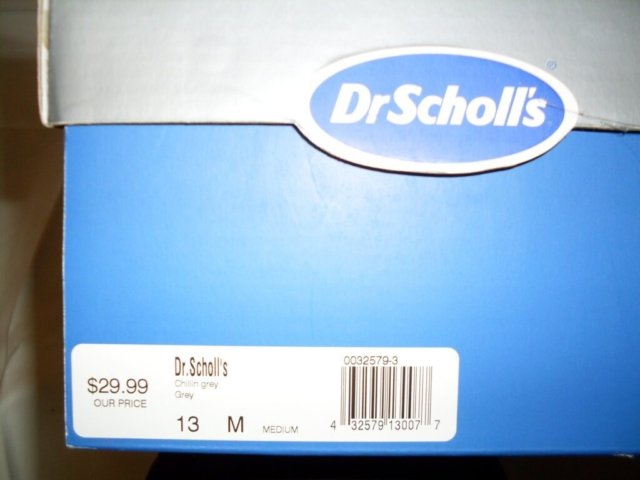 DrScholl's
®
$29.99
OUR PRICE
Dr.Scholl's
Chillin grey
Grey
13 M MEDIUM
0032579-3
4 32579 13007 7